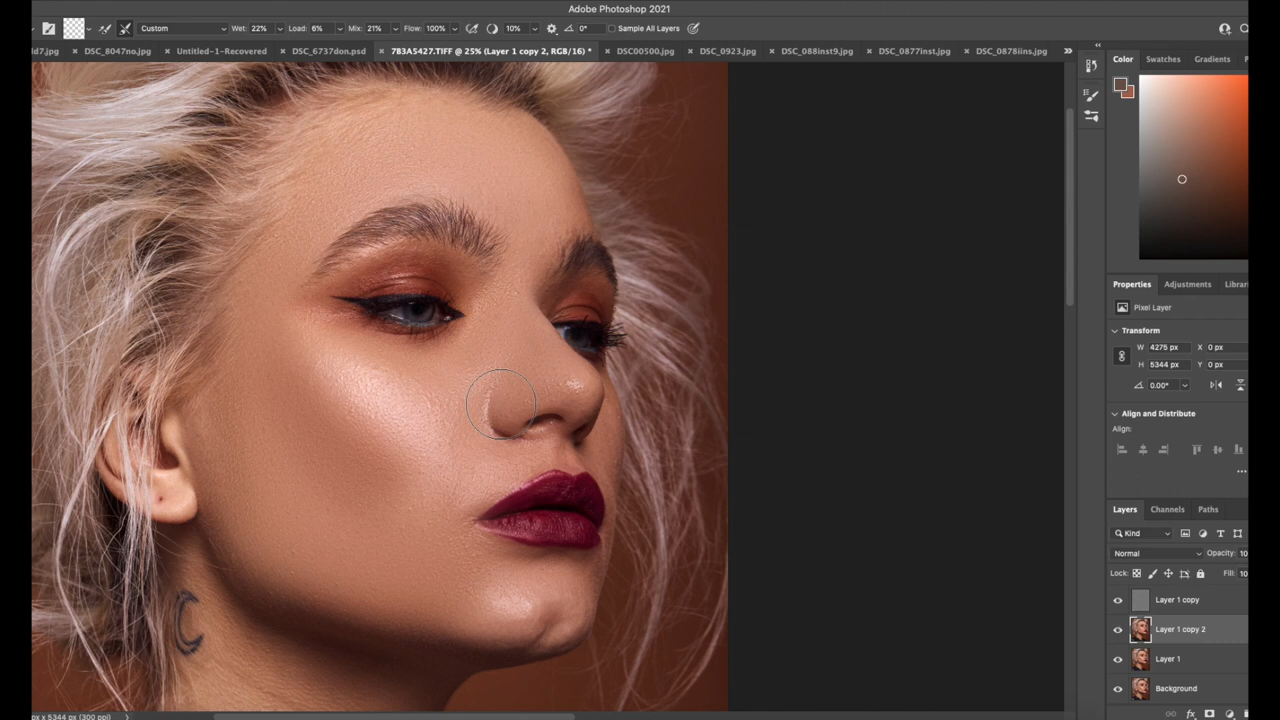 Adobe Photoshop 2021
Custom Wet: 22% Load: 6% Mix: 21% Flow: 100% 10% 0° Sample All Layers
ld7.jpg × DSC_8047no.jpg × Untitled-1-Recovered × DSC_6737don.psd × 7B3A5427.TIFF @ 25% (Layer 1 copy 2, RGB/16) * × DSC00500.jpg × DSC_0923.jpg × DSC_088inst9.jpg × DSC_0877inst.jpg × DSC_0878iins.jpg »
Color Swatches Gradients P
Properties Adjustments Librar
Pixel Layer
Transform
W 4275 px X 0 px
H 5344 px Y 0 px
0.00°
Align and Distribute
Align:
...
Layers Channels Paths
Kind
Normal Opacity: 10
Lock: Fill: 10
Layer 1 copy
Layer 1 copy 2
Layer 1
Background
px x 5344 px (300 ppi)